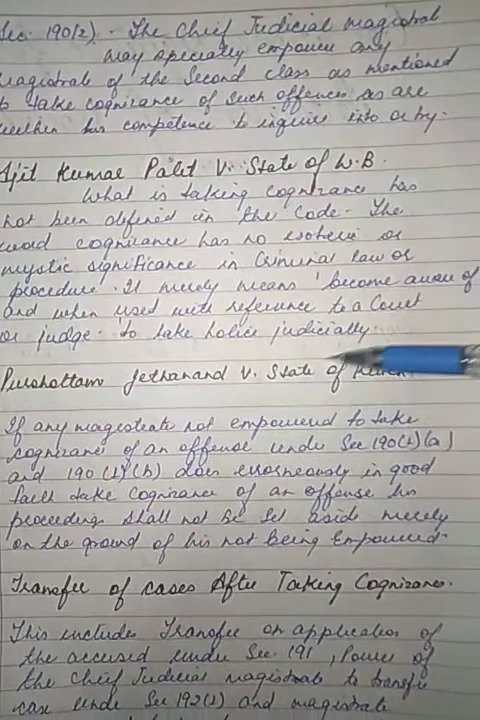 Sec. 190(2). The Chief Judicial magistrat
may specially empower any
magistrate of the Second Class as mentioned
to take cognizance of such offences as are
within his competence to inquire into or try.
Ajit Kumar Palit V. State of W.B.
What is taking cognizance has
not been defined in the Code. The
word cognizance has no esoteric or
mystic significance in Criminal law or
procedure. It merely means 'become aware of
and when used with reference to a Court
or judge. to take notice judicially.
Purshottam Jethanand V. State of
If any magistrate not empowered to take
cognizance of an offense under Sec 190(1)(a)
and 190(1)(b) does erroneously in good
faith take cognizance of an offense his
proceeding shall not be set aside merely
on the ground of his not being Empowered.
Transfer of cases After Taking Cognizance.
This includes Transfer on application of
the accused under Sec. 191, Power of
the Chief Judicial magistrate to transfer
case under Sec 192(1) and magistrate